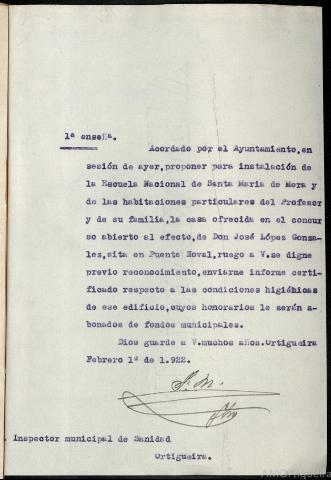 1ª enseñª.
Acordado por el Ayuntamiento, en
sesión de ayer, proponer para instalación de
la Escuela Nacional de Santa María de Mera y
de las habitaciones particulares del Profesor
y de su familia, la casa ofrecida en el concur
so abierto al efecto, de Don José López Gonza-
lez, sita en Puente Noval, ruego a V. se digne
previo reconocimiento, enviarme informe certi-
ficado respecto a las condiciones higiénicas
de ese edificio, cuyos honorarios le serán a-
bonados de fondos municipales.
Dios guarde a V. muchos años. Ortigueira
Febrero 1º de 1.922.
Inspector municipal de Sanidad
Ortigueira.
AMOrtigueira